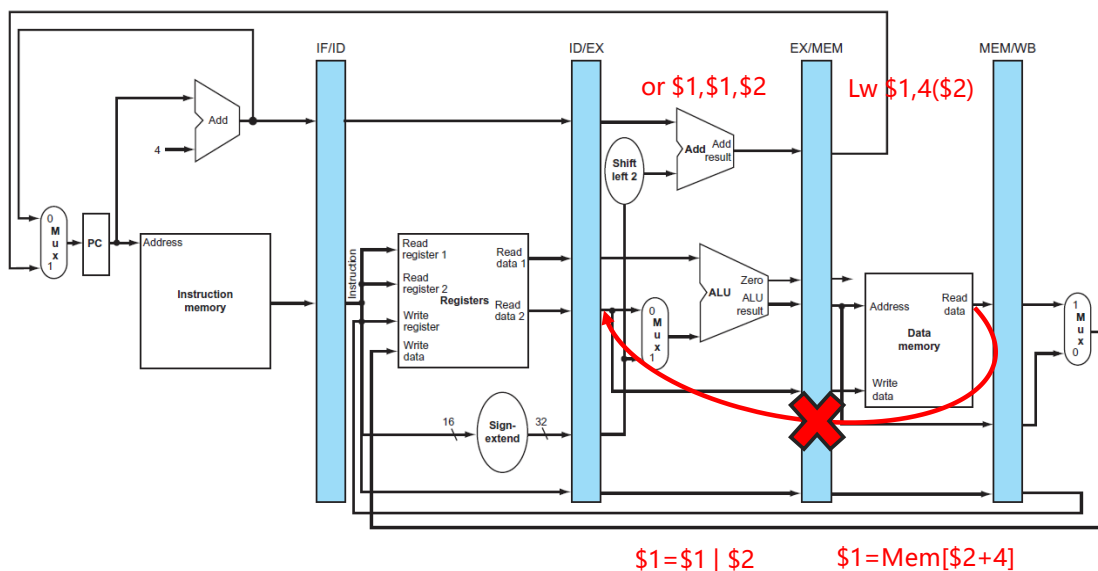 IF/ID
ID/EX
EX/MEM
MEM/WB
or $1,$1,$2
Lw $1,4($2)
Add
4
Add
Add
result
Shift
left 2
0
M
u
x
1
PC
Address
Instruction
memory
Instruction
Read
register 1
Read
register 2
Write
register
Write
data
Registers
Read
data 1
Read
data 2
0
M
u
x
1
ALU
Zero
ALU
result
Address
Read
data
Data
memory
Write
data
1
M
u
x
0
16
Sign-
extend
32
$1=$1 | $2
$1=Mem[$2+4]